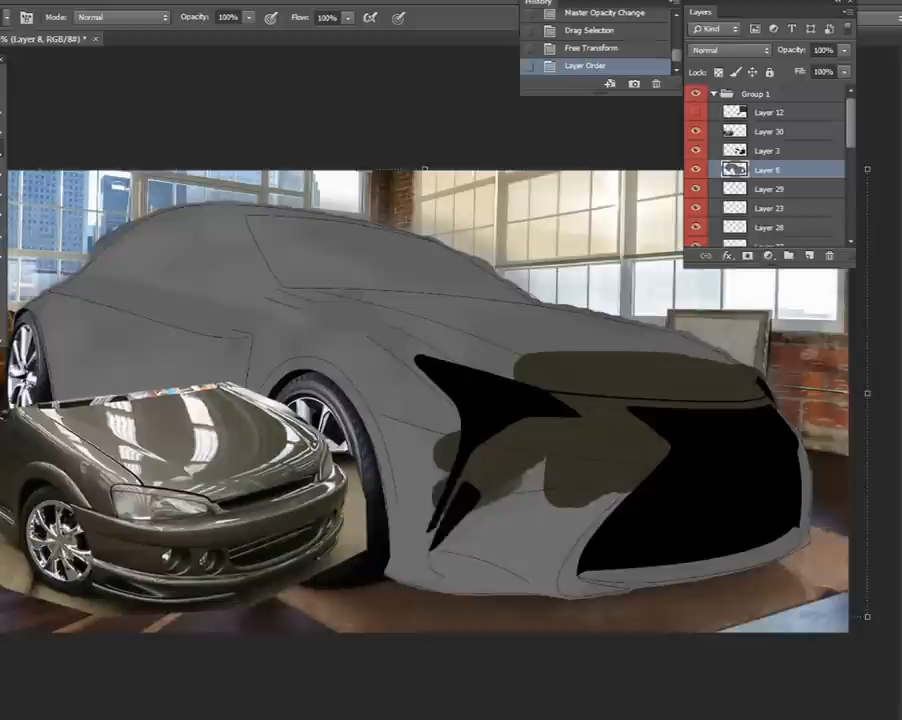 Mode: Normal Opacity: 100% Flow: 100%
% (Layer 8, RGB/8#) * ×
History
Master Opacity Change
Drag Selection
Free Transform
Layer Order
Layers
Kind
Normal Opacity: 100%
Lock: Fill: 100%
Group 1
Layer 12
Layer 30
Layer 3
Layer 8
Layer 29
Layer 23
Layer 28